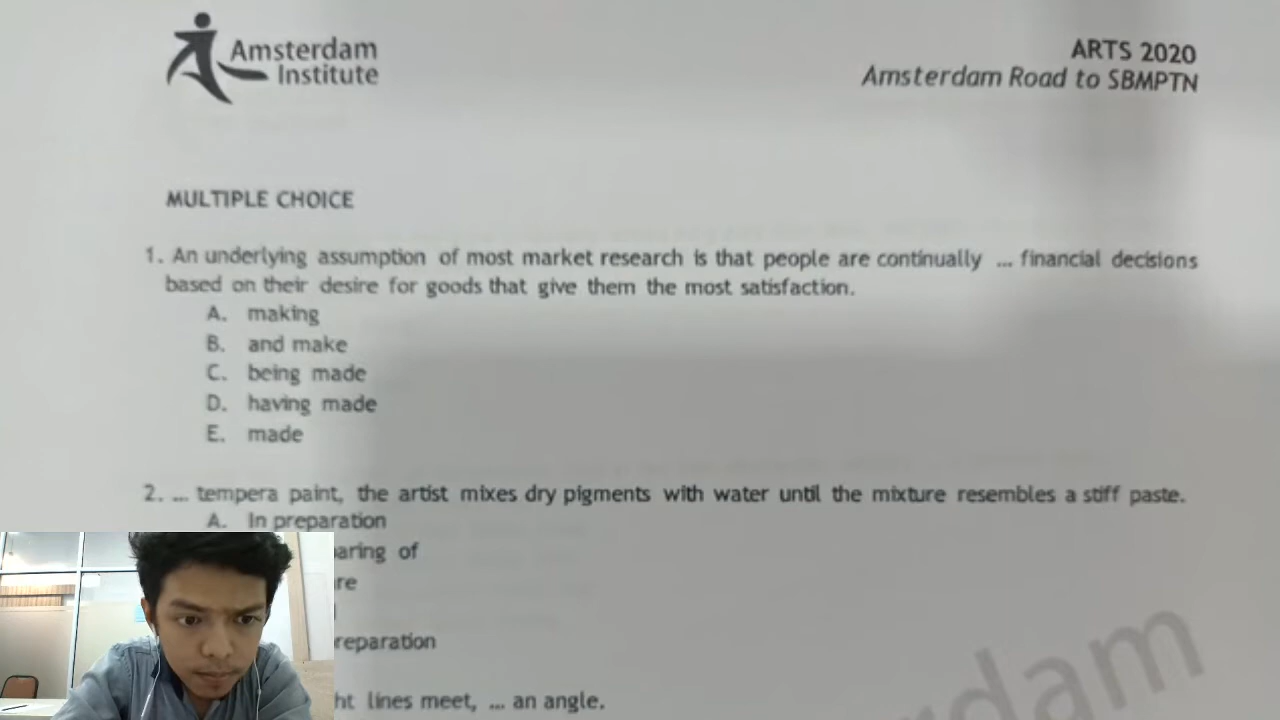 Amsterdam
Institute
ARTS 2020
Amsterdam Road to SBMPTN
MULTIPLE CHOICE
1. An underlying assumption of most market research is that people are continually ... financial decisions
based on their desire for goods that give them the most satisfaction.
A. making
B. and make
C. being made
D. having made
E. made
2. ... tempera paint, the artist mixes dry pigments with water until the mixture resembles a stiff paste.
A. In preparation
aring of
re
reparation
ht lines meet, ... an angle.
rdam